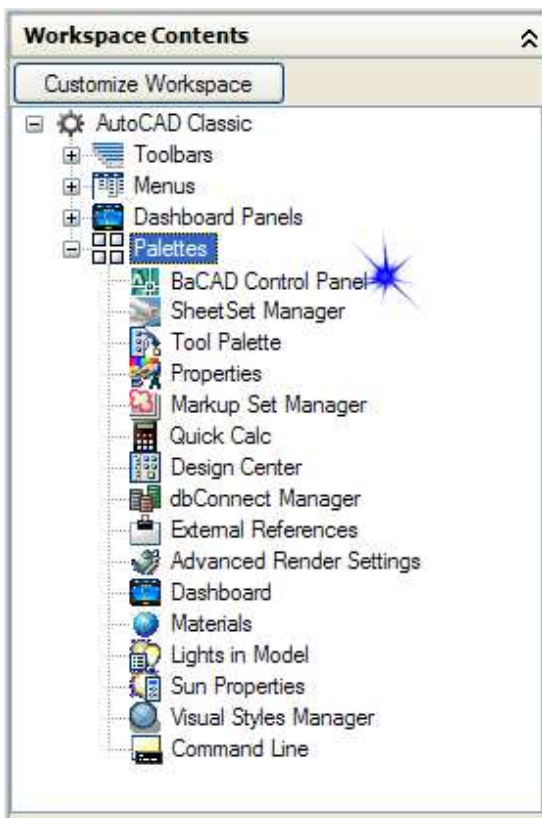 Workspace Contents
Customize Workspace
AutoCAD Classic
Toolbars
Menus
Dashboard Panels
Palettes
BaCAD Control Panel
SheetSet Manager
Tool Palette
Properties
Markup Set Manager
Quick Calc
Design Center
dbConnect Manager
External References
Advanced Render Settings
Dashboard
Materials
Lights in Model
Sun Properties
Visual Styles Manager
Command Line